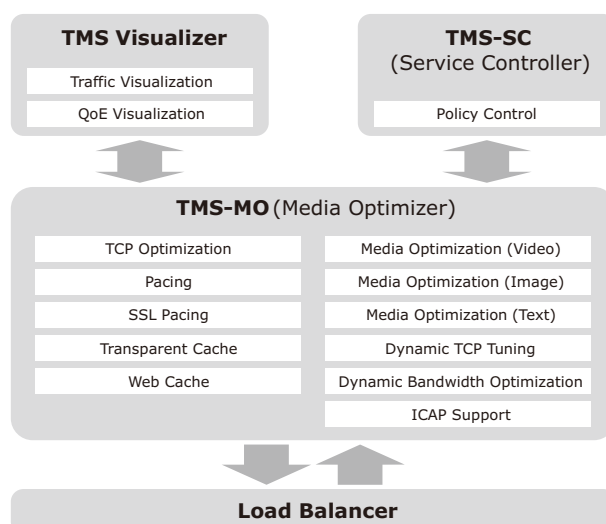 TMS Visualizer
Traffic Visualization
QoE Visualization
TMS-SC
(Service Controller)
Policy Control
TMS-MO (Media Optimizer)
TCP Optimization
Pacing
SSL Pacing
Transparent Cache
Web Cache
Media Optimization (Video)
Media Optimization (Image)
Media Optimization (Text)
Dynamic TCP Tuning
Dynamic Bandwidth Optimization
ICAP Support
Load Balancer